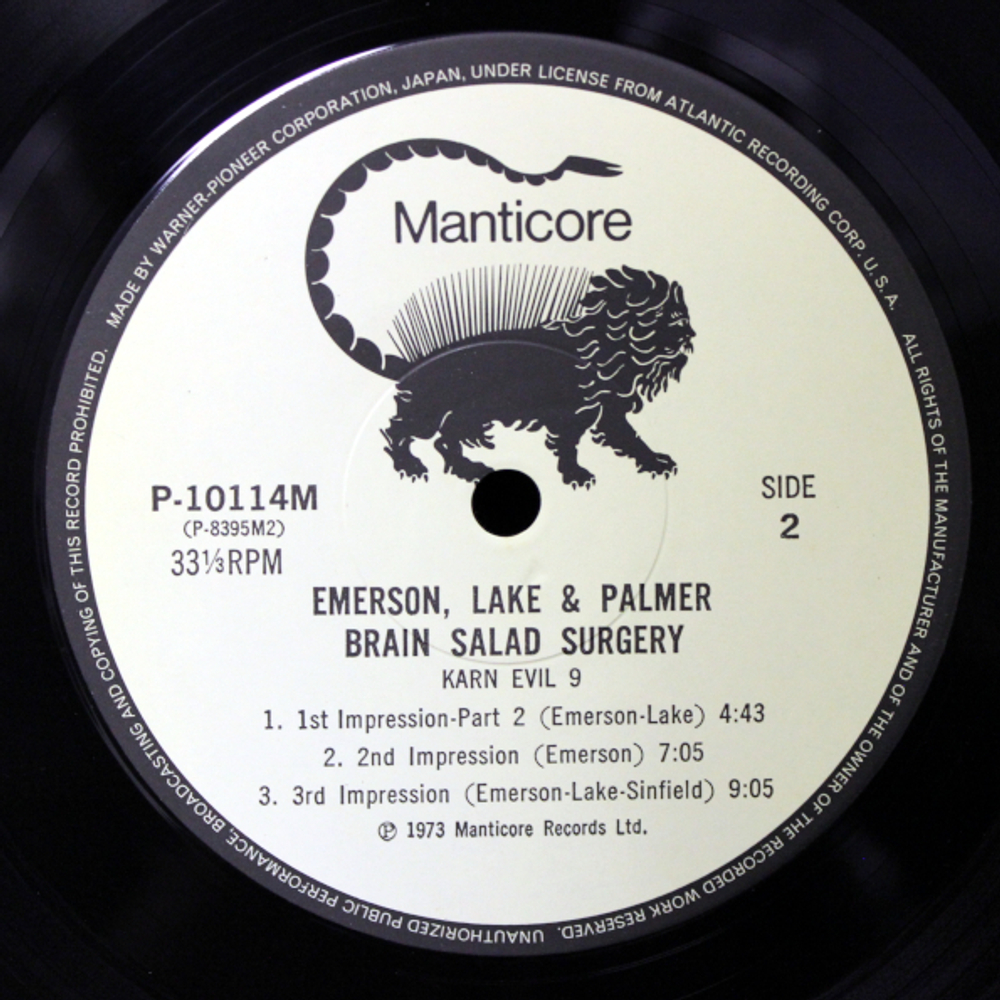 MADE BY WARNER-PIONEER CORPORATION, JAPAN, UNDER LICENSE FROM ATLANTIC RECORDING CORP. U.S.A.
ALL RIGHTS OF THE MANUFACTURER AND OF THE OWNER OF THE RECORDED WORK RESERVED.
UNAUTHORIZED PUBLIC PERFORMANCE, BROADCASTING AND COPYING OF THIS RECORD PROHIBITED.
Manticore
P-10114M
(P-8395M2)
33⅓RPM
SIDE
2
EMERSON, LAKE & PALMER
BRAIN SALAD SURGERY
KARN EVIL 9
1. 1st Impression-Part 2 (Emerson-Lake) 4:43
2. 2nd Impression (Emerson) 7:05
3. 3rd Impression (Emerson-Lake-Sinfield) 9:05
℗ 1973 Manticore Records Ltd.